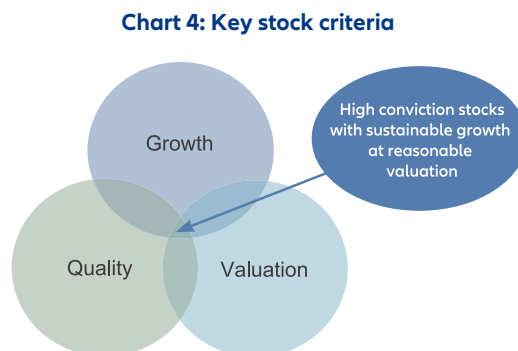 Chart 4: Key stock criteria
High conviction stocks
with sustainable growth
at reasonable
valuation
Growth
Quality
Valuation